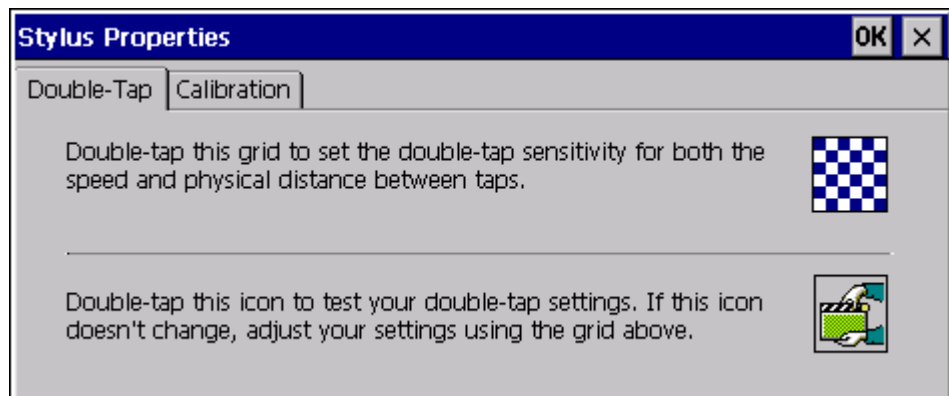 Stylus Properties OK ×
Double-Tap Calibration
Double-tap this grid to set the double-tap sensitivity for both the
speed and physical distance between taps.
Double-tap this icon to test your double-tap settings. If this icon
doesn't change, adjust your settings using the grid above.